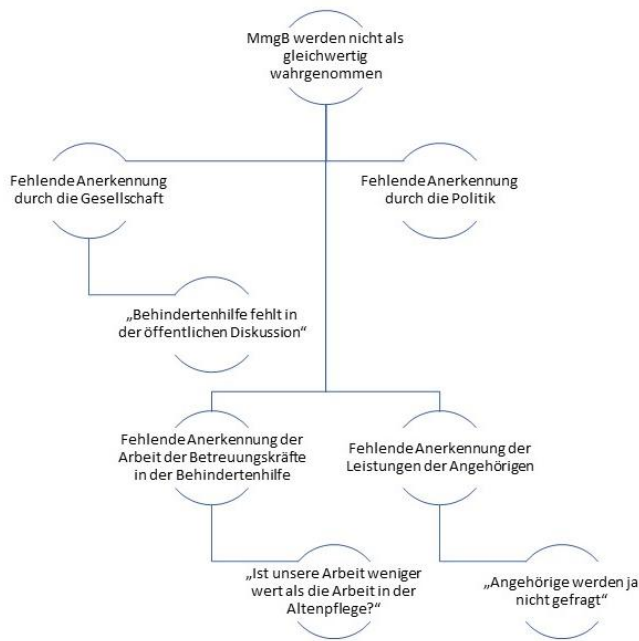 MmgB werden nicht als
gleichwertig
wahrgenommen
Fehlende Anerkennung
durch die Gesellschaft
Fehlende Anerkennung
durch die Politik
„Behindertenhilfe fehlt in
der öffentlichen Diskussion“
Fehlende Anerkennung der
Arbeit der Betreuungskräfte
in der Behindertenhilfe
Fehlende Anerkennung der
Leistungen der Angehörigen
„Ist unsere Arbeit weniger
wert als die Arbeit in der
Altenpflege?“
„Angehörige werden ja
nicht gefragt“